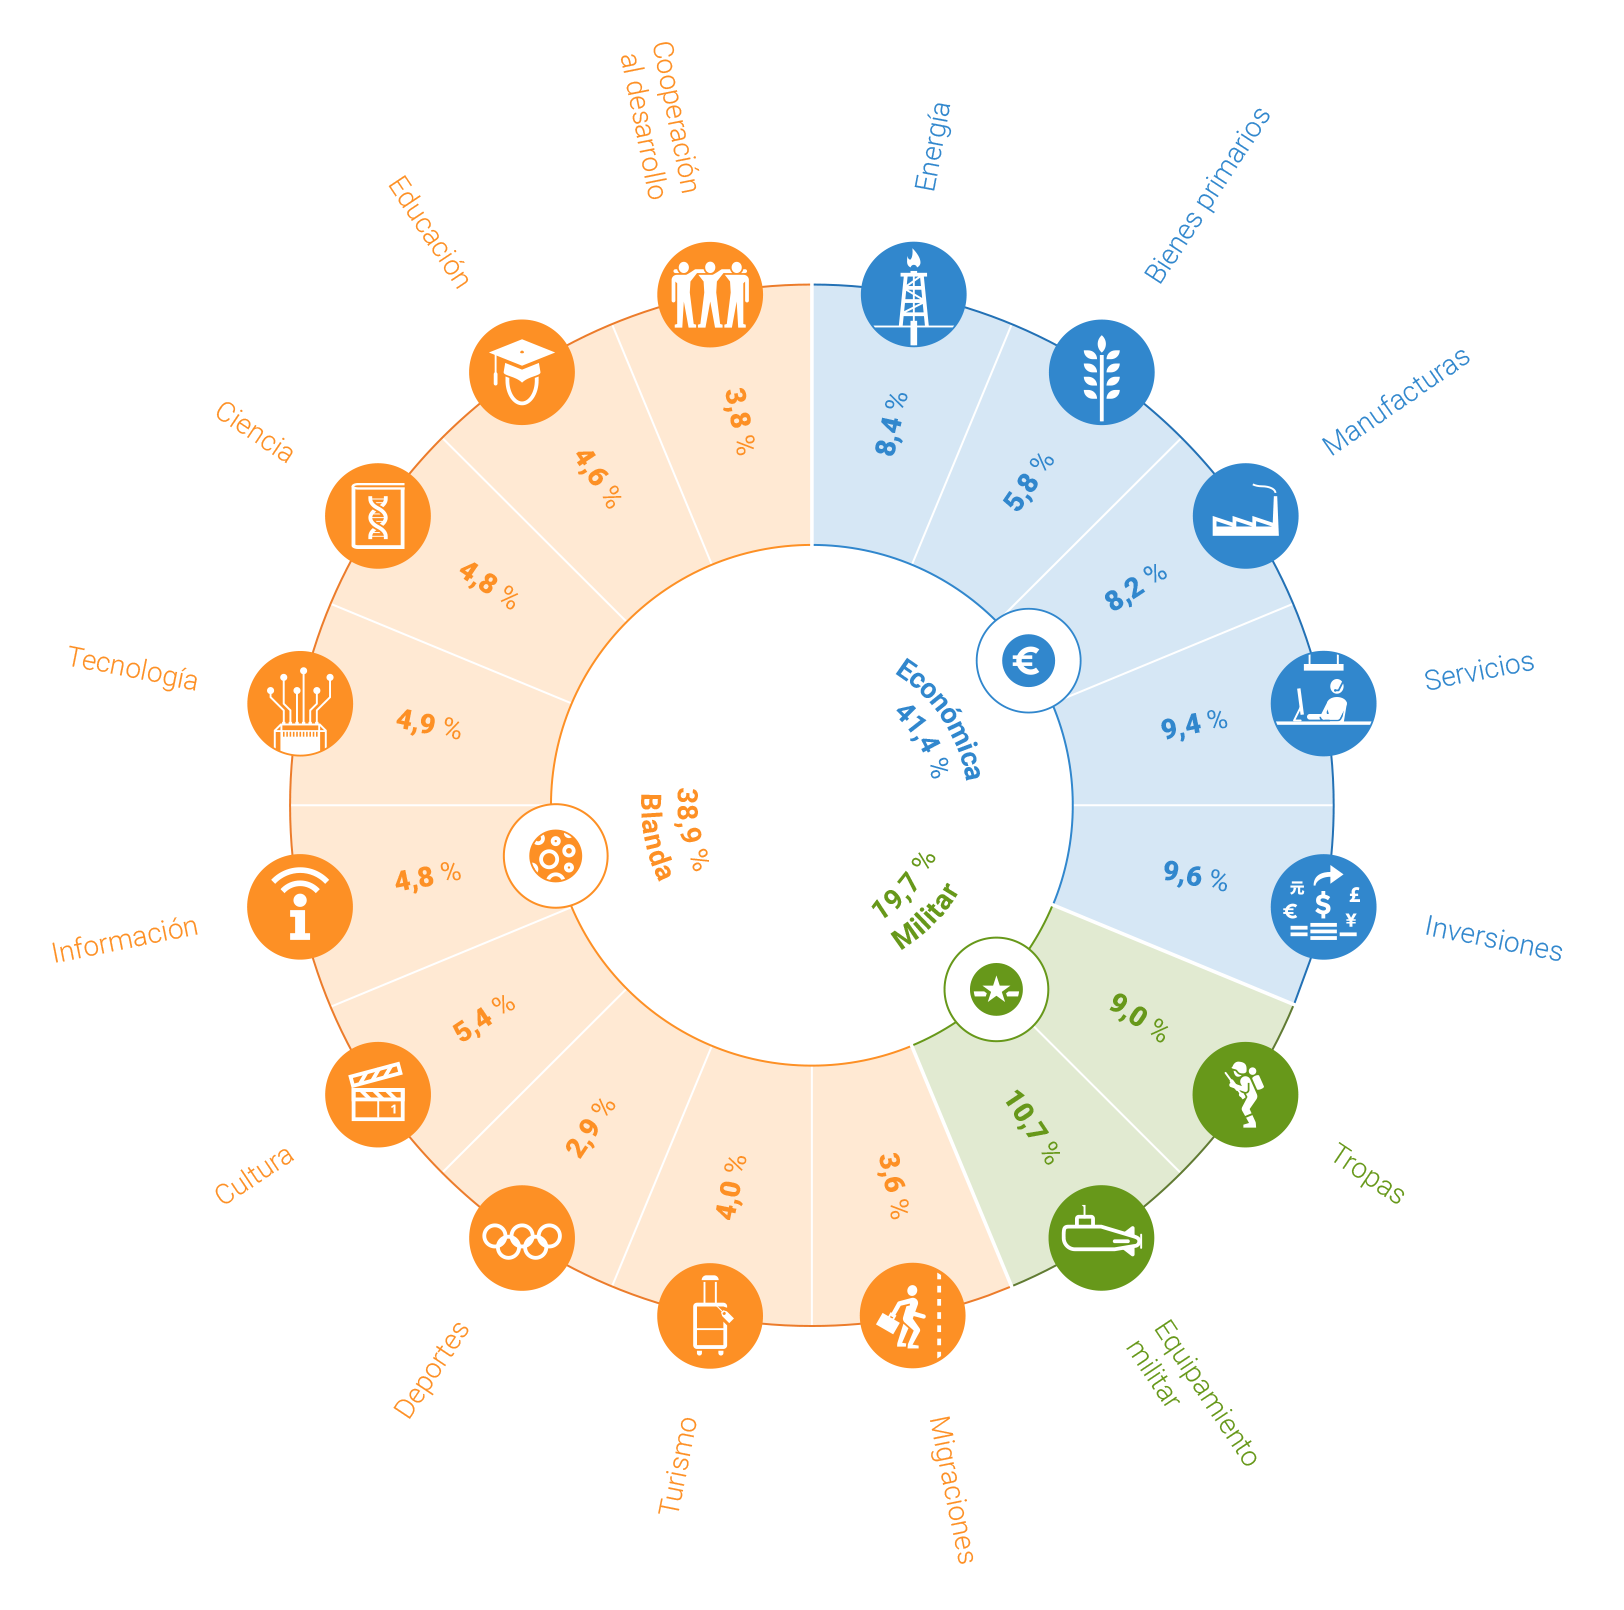 Energía
8,4 %
Bienes primarios
5,8 %
Manufacturas
8,2 %
Servicios
9,4 %
Inversiones
9,6 %
元
€
$
£
¥
Tropas
9,0 %
Equipamiento
militar
10,7 %
Migraciones
3,6 %
Turismo
4,0 %
Deportes
2,9 %
Cultura
5,4 %
1
Información
4,8 %
i
Tecnología
4,9 %
Ciencia
4,8 %
Educación
4,6 %
Cooperación
al desarrollo
3,8 %
€
Económica
41,4 %
19,7 %
Militar
38,9 %
Blanda